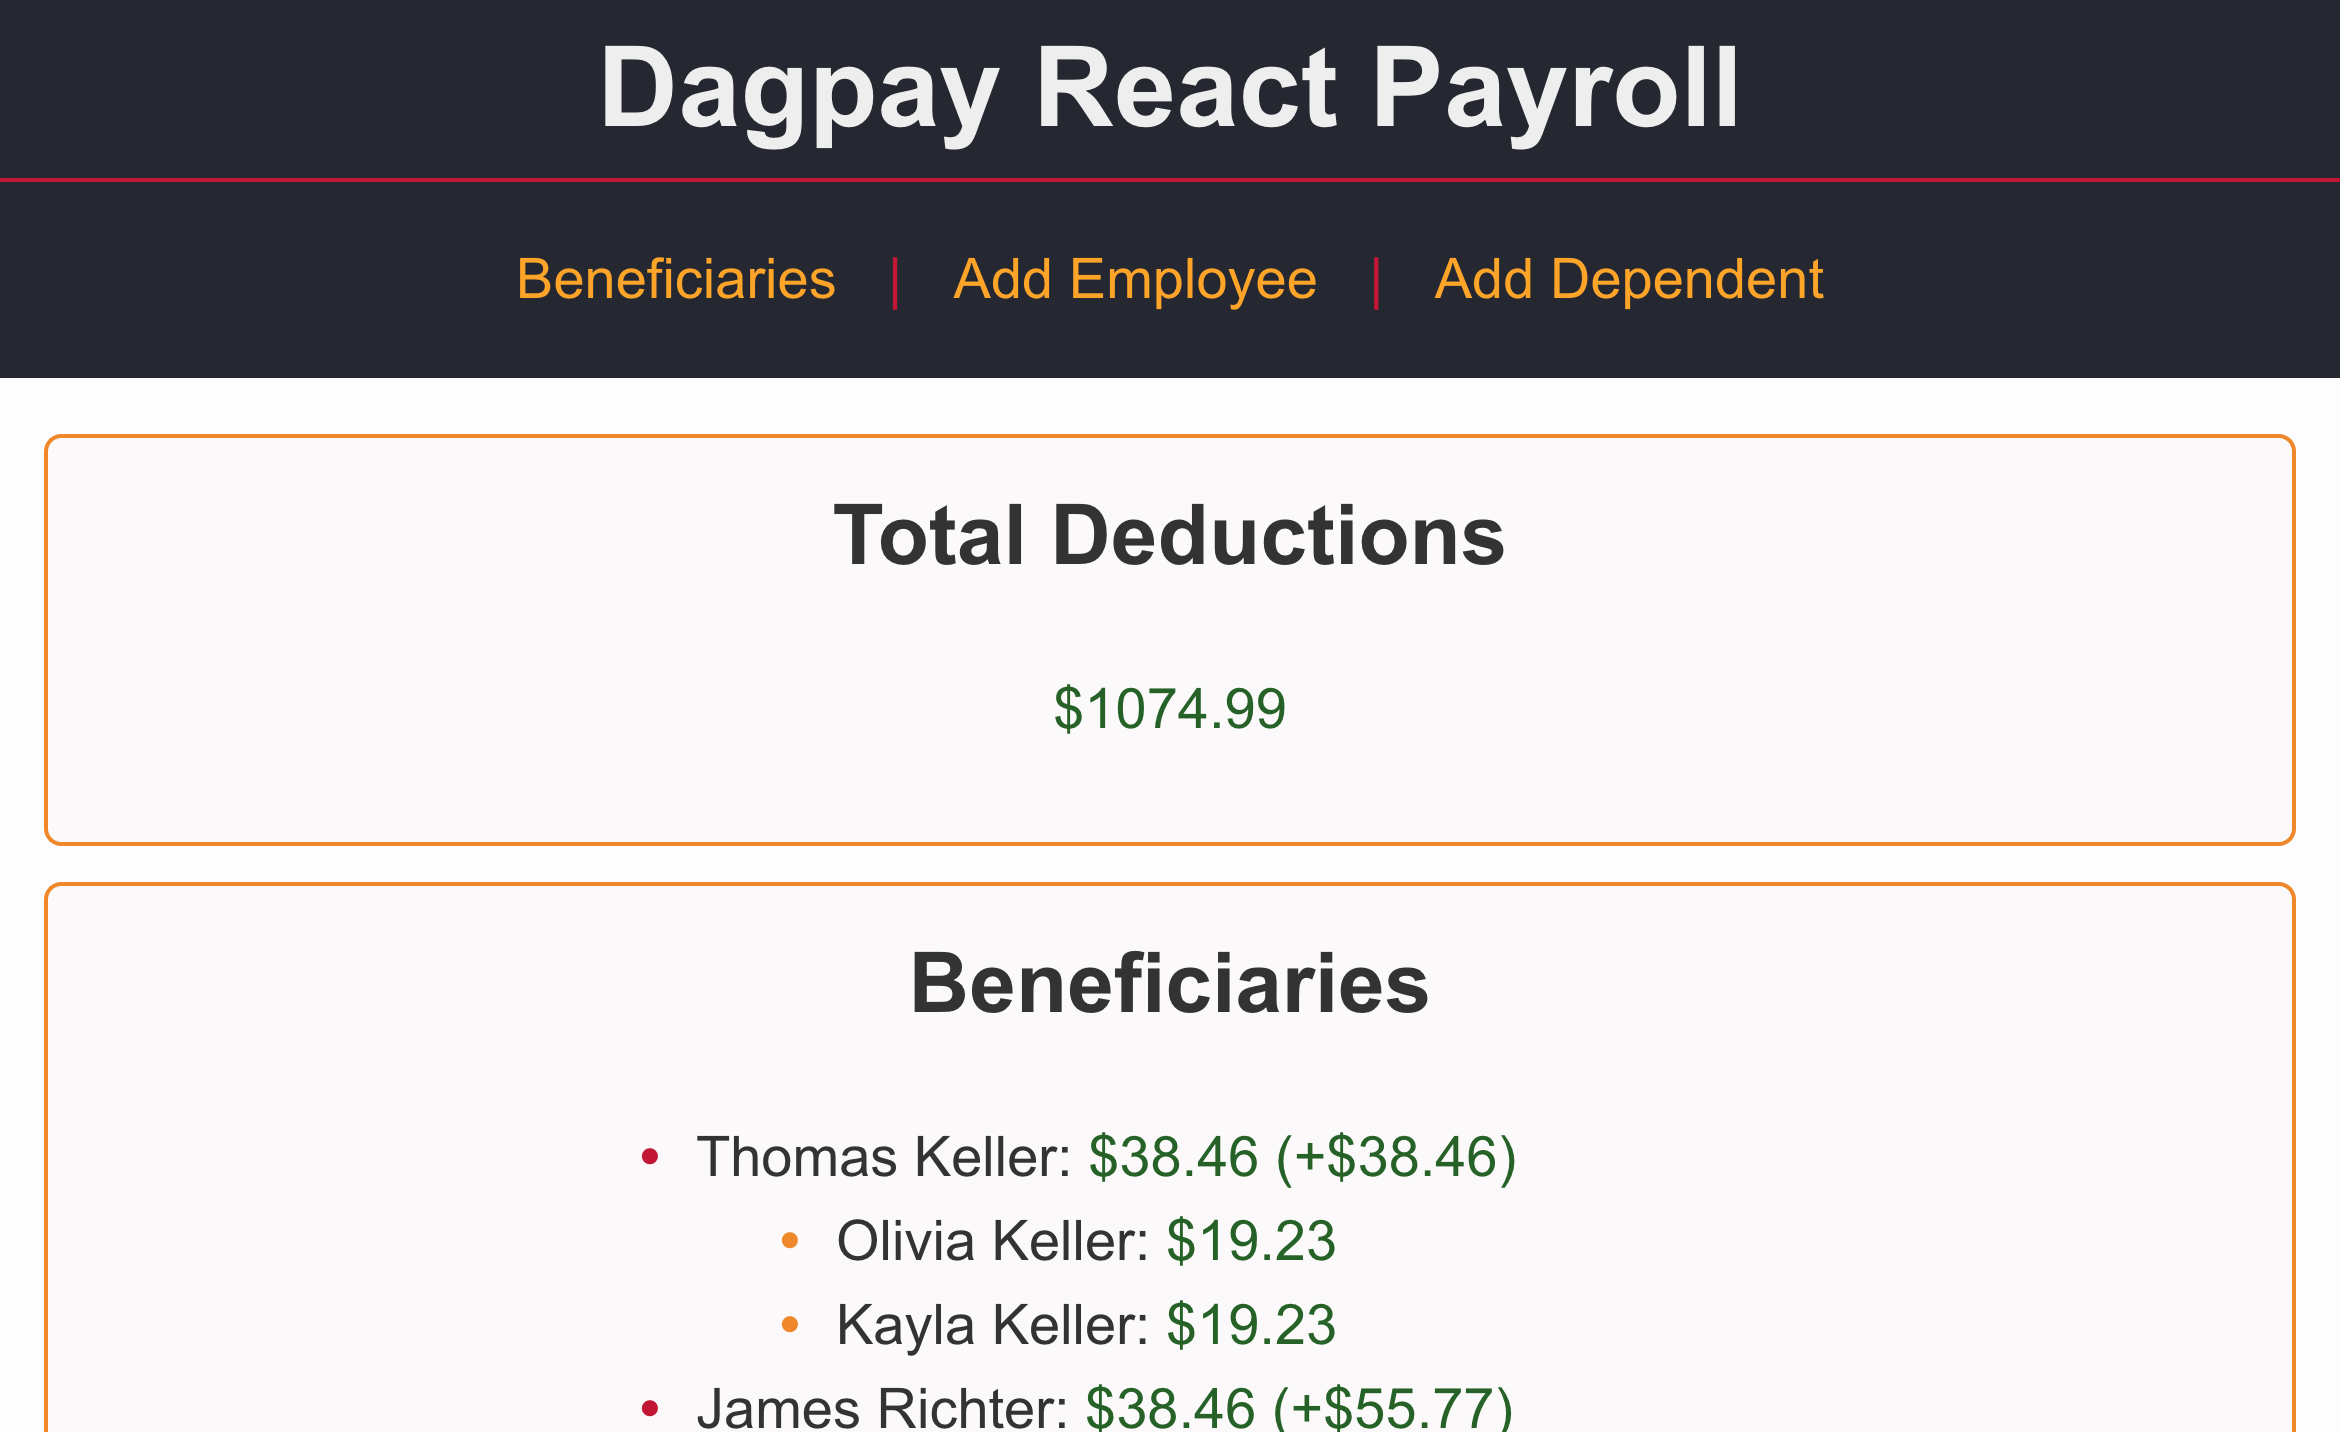 Dagpay React Payroll
Beneficiaries | Add Employee | Add Dependent
Total Deductions
$1074.99
Beneficiaries
• Thomas Keller: $38.46 (+$38.46)
• Olivia Keller: $19.23
• Kayla Keller: $19.23
• James Richter: $38.46 (+$55.77)